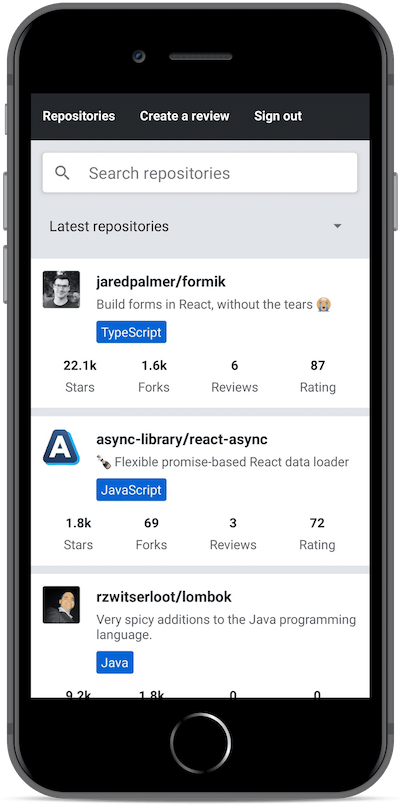 Repositories Create a review Sign out
Search repositories
Latest repositories
jaredpalmer/formik
Build forms in React, without the tears 😭
TypeScript
22.1k 1.6k 6 87
Stars Forks Reviews Rating
A
async-library/react-async
🍾 Flexible promise-based React data loader
JavaScript
1.8k 69 3 72
Stars Forks Reviews Rating
rzwitserloot/lombok
Very spicy additions to the Java programming
language.
Java
9.2k 1.8k 0 0